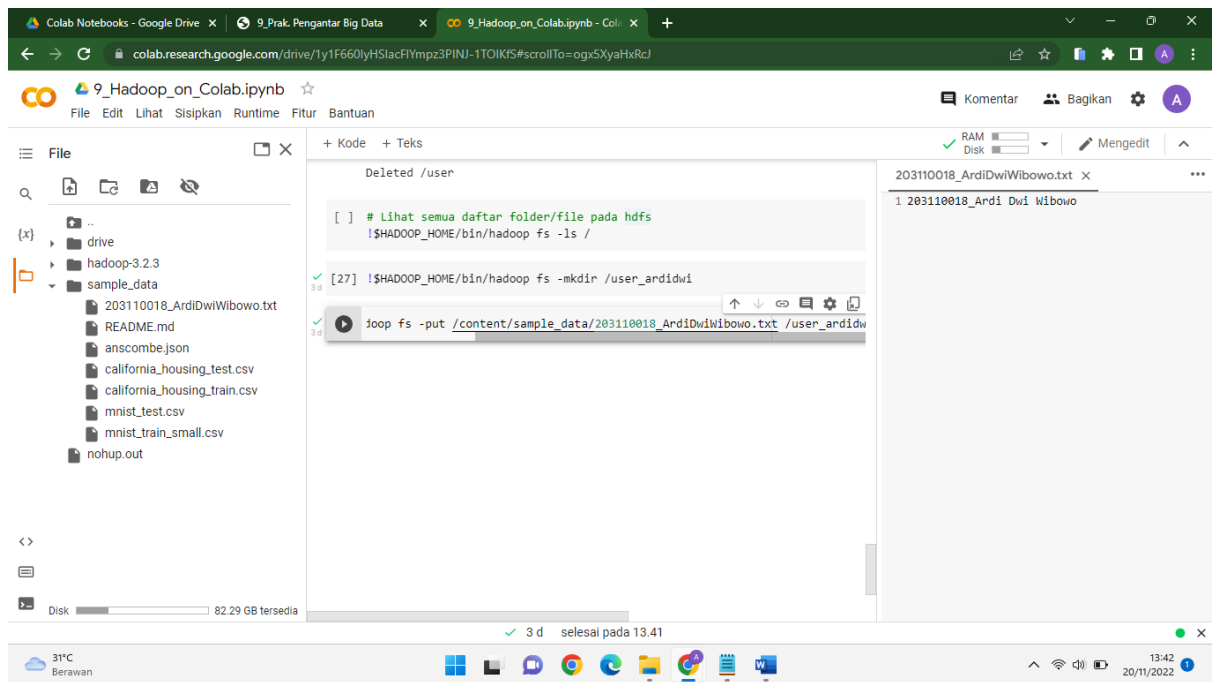 Colab Notebooks - Google Drive
9_Prak. Pengantar Big Data
9_Hadoop_on_Colab.ipynb - Cola
colab.research.google.com/drive/1y1F660lyHSlacFlYmpz3PINJ-1TOlKfS#scrollTo=ogx5XyaHxRcJ
A
9_Hadoop_on_Colab.ipynb
File Edit Lihat Sisipkan Runtime Fitur Bantuan
Komentar
Bagikan
A
File
+ Kode + Teks
RAM
Disk
Mengedit
..
drive
hadoop-3.2.3
sample_data
203110018_ArdiDwiWibowo.txt
README.md
anscombe.json
california_housing_test.csv
california_housing_train.csv
mnist_test.csv
mnist_train_small.csv
nohup.out
{x}
Disk
82.29 GB tersedia
Deleted /user
[ ] # Lihat semua daftar folder/file pada hdfs
!$HADOOP_HOME/bin/hadoop fs -ls /
[27] !$HADOOP_HOME/bin/hadoop fs -mkdir /user_ardidwi
3 d
doop fs -put /content/sample_data/203110018_ArdiDwiWibowo.txt /user_ardidw
3 d
203110018_ArdiDwiWibowo.txt
1 203110018_Ardi Dwi Wibowo
3 d selesai pada 13.41
31°C
Berawan
13:42
20/11/2022
1